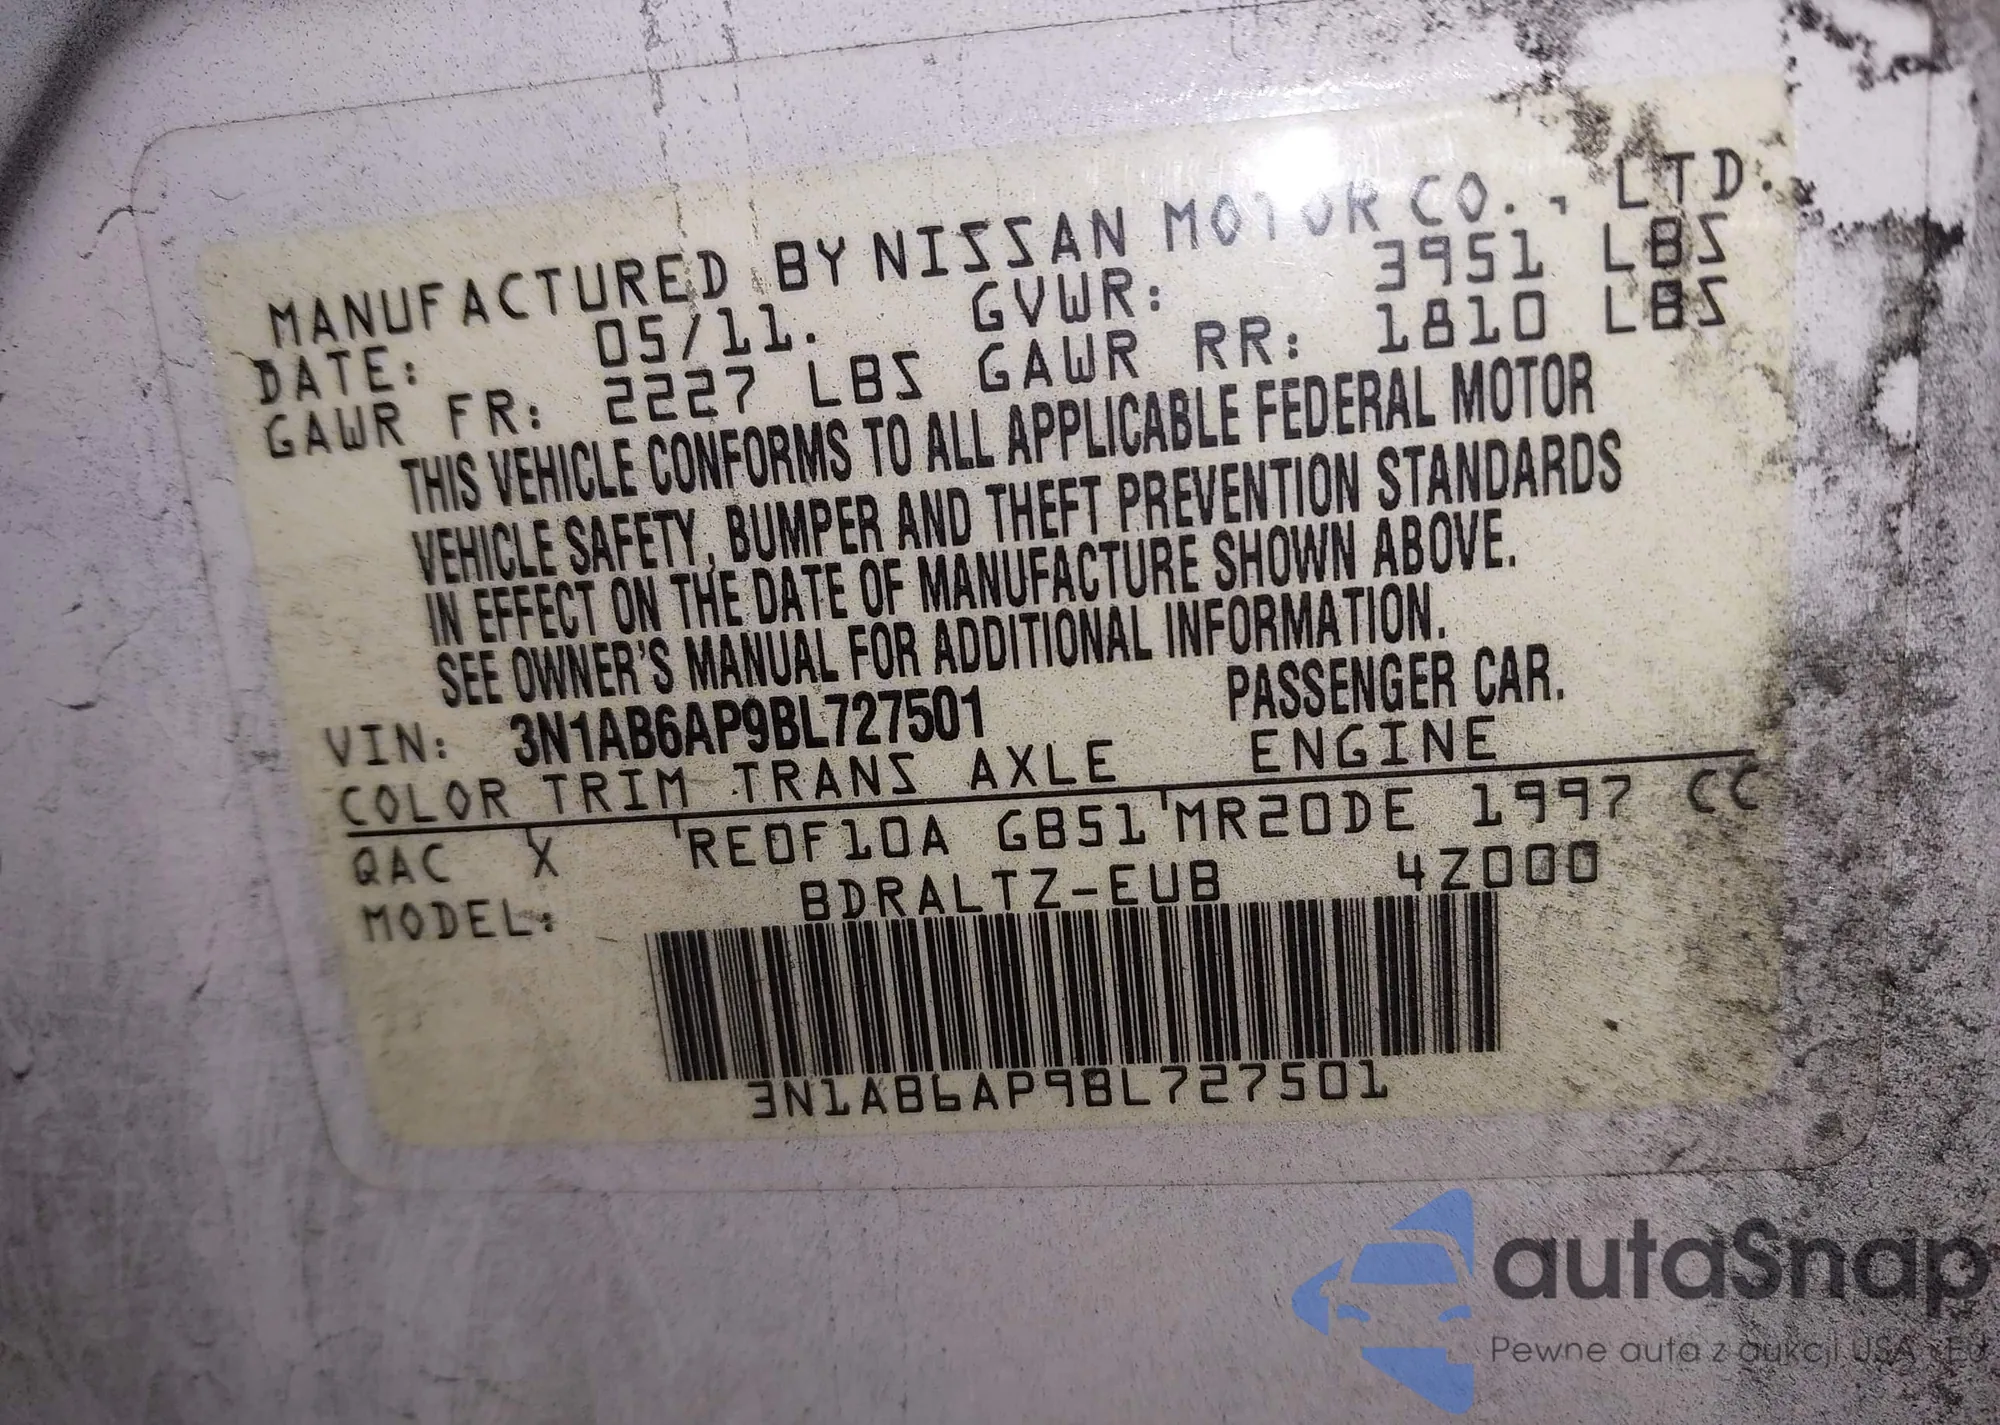 MANUFACTURED BY NISSAN MOTOR CO., LTD.
DATE: 05/11. GVWR: 3951 LBS
GAWR FR: 2227 LBS GAWR RR: 1810 LBS
THIS VEHICLE CONFORMS TO ALL APPLICABLE FEDERAL MOTOR
VEHICLE SAFETY, BUMPER AND THEFT PREVENTION STANDARDS
IN EFFECT ON THE DATE OF MANUFACTURE SHOWN ABOVE.
SEE OWNER'S MANUAL FOR ADDITIONAL INFORMATION.
VIN: 3N1AB6AP9BL727501 PASSENGER CAR.
COLOR TRIM TRANS AXLE ENGINE
QAC X RE0F10A GB51 MR20DE 1997 CC
MODEL: BDRALTZ-EUB 4Z000
3N1AB6AP9BL727501
autaSnap
Pewne auta z aukcji USA - EU